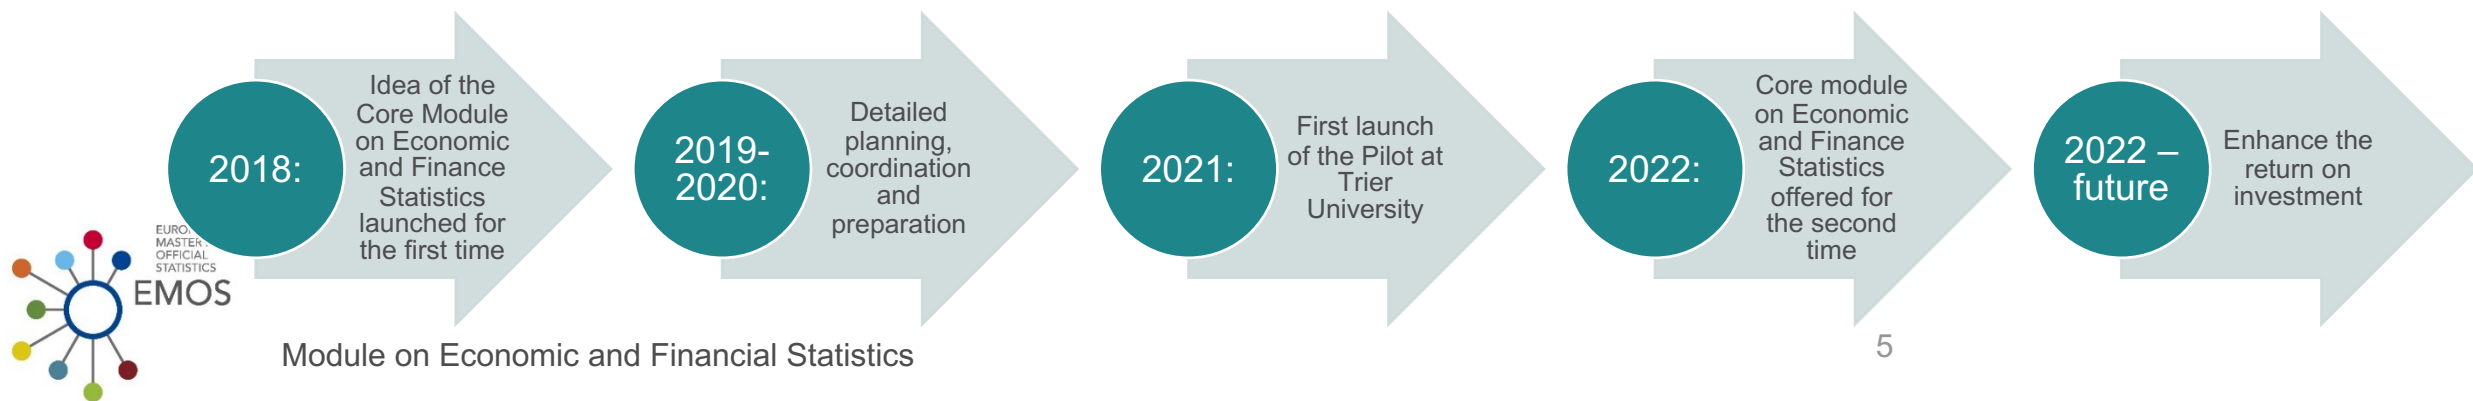 2018:
Idea of the
Core Module
on Economic
and Finance
Statistics
launched for
the first time
2019-
2020:
Detailed
planning,
coordination
and
preparation
2021:
First launch
of the Pilot at
Trier
University
2022:
Core module
on Economic
and Finance
Statistics
offered for
the second
time
2022 –
future
Enhance the
return on
investment
MASTER
OFFICIAL
STATISTICS
EMOS
Module on Economic and Financial Statistics
5